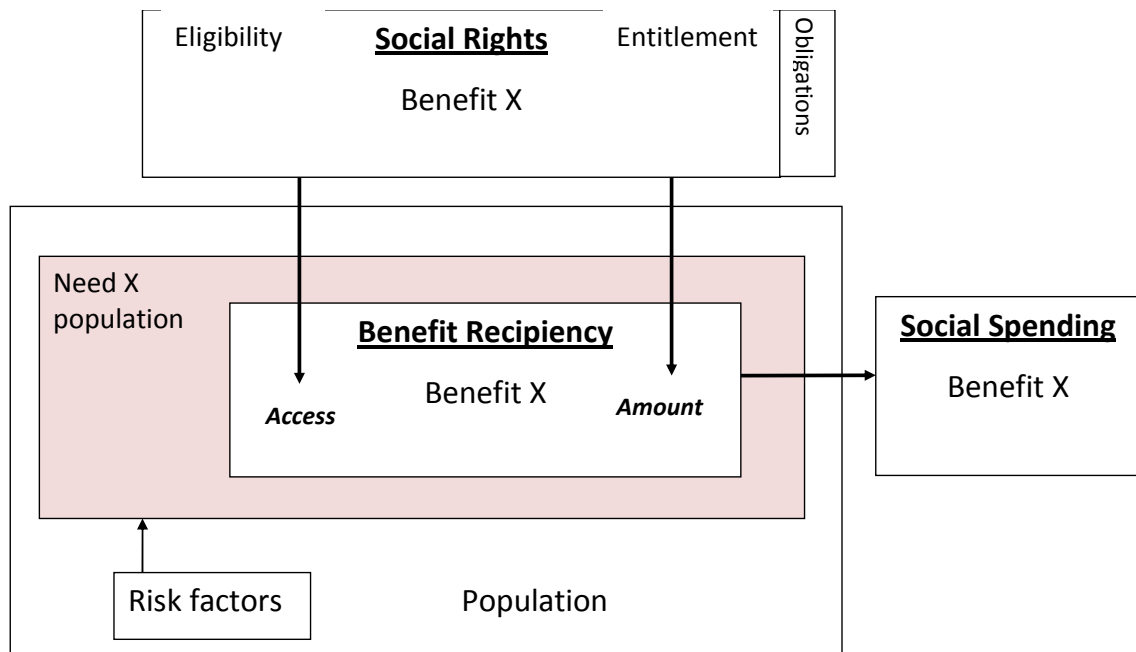 Eligibility
Social Rights
Entitlement
Obligations
Benefit X
Need X
population
Benefit Recipiency
Benefit X
Access
Amount
Social Spending
Benefit X
Risk factors
Population